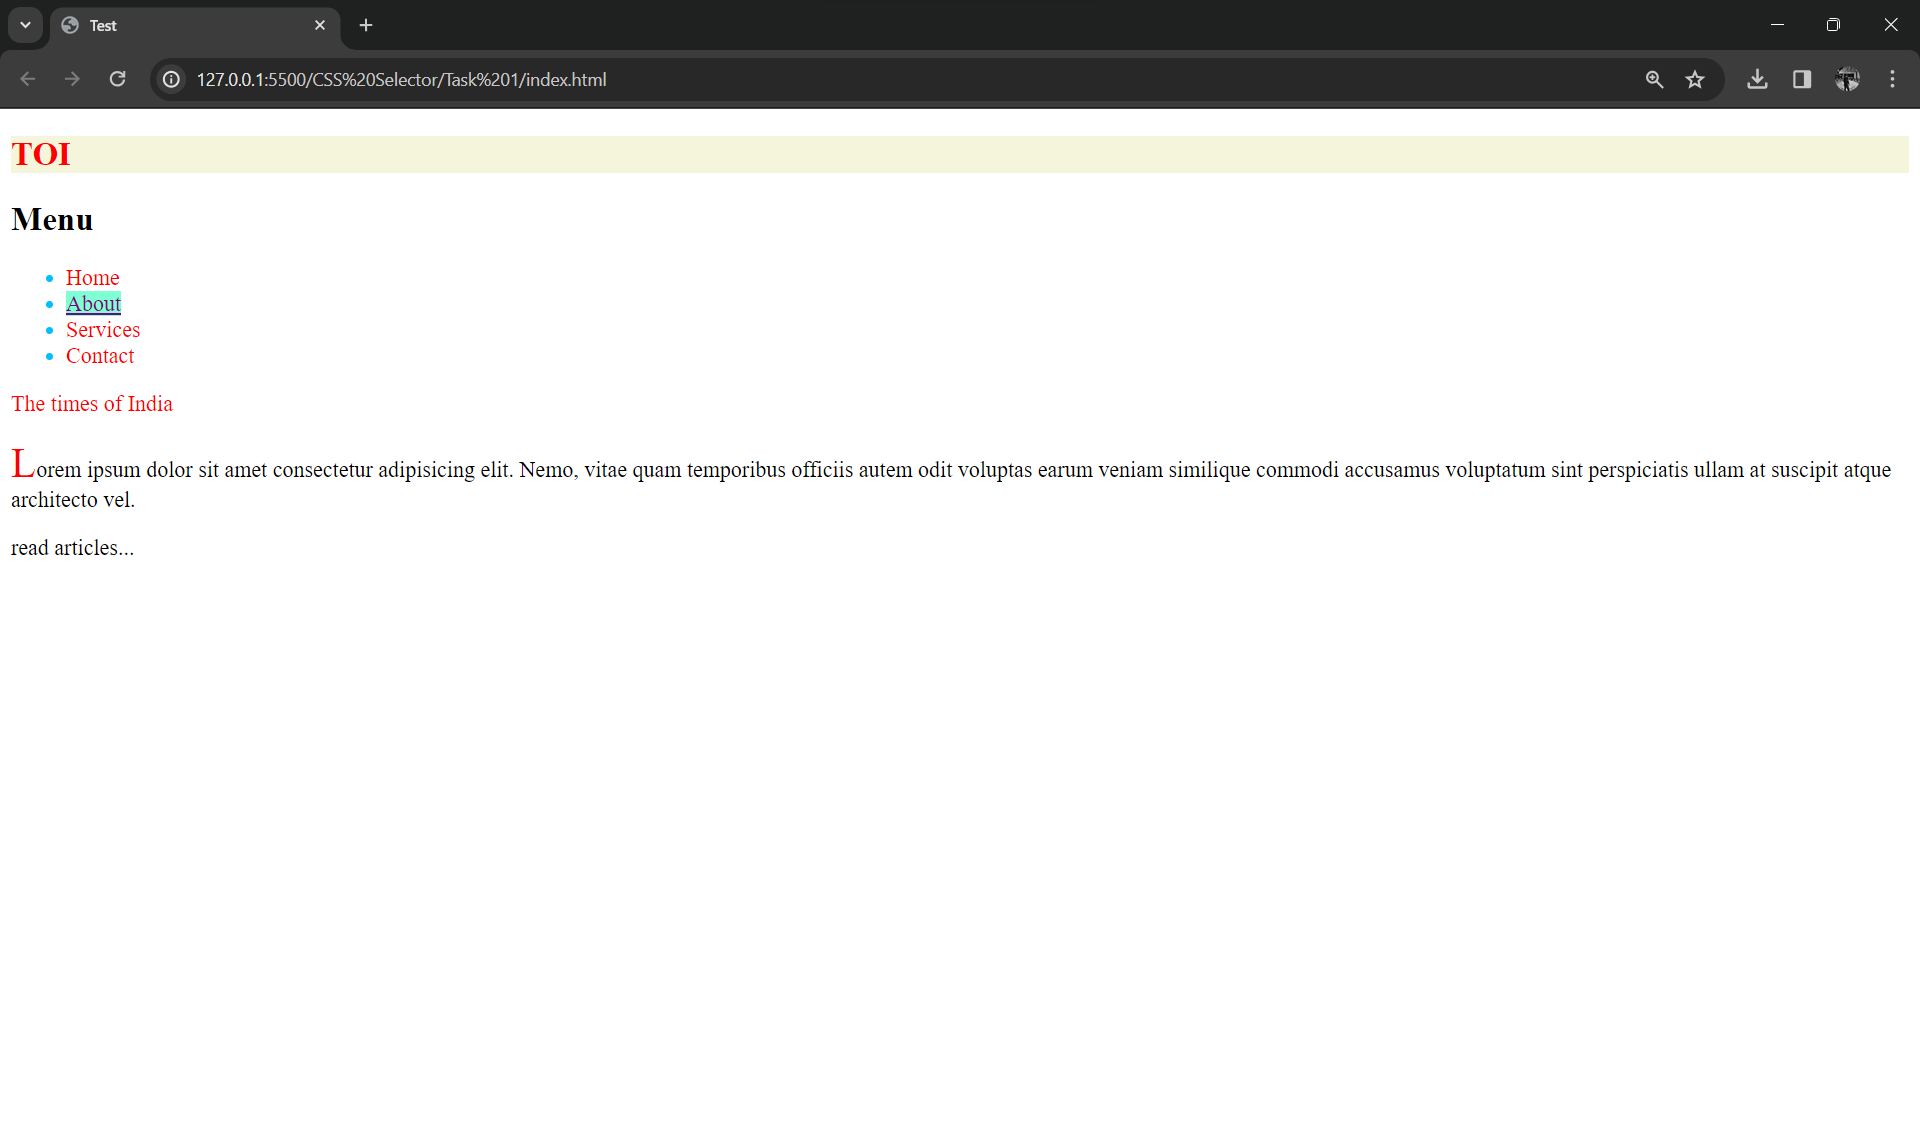 Test
127.0.0.1:5500/CSS%20Selector/Task%201/index.html
TOI
Menu
Home
About
Services
Contact
The times of India
Lorem ipsum dolor sit amet consectetur adipisicing elit. Nemo, vitae quam temporibus officiis autem odit voluptas earum veniam similique commodi accusamus voluptatum sint perspiciatis ullam at suscipit atque
architecto vel.
read articles...